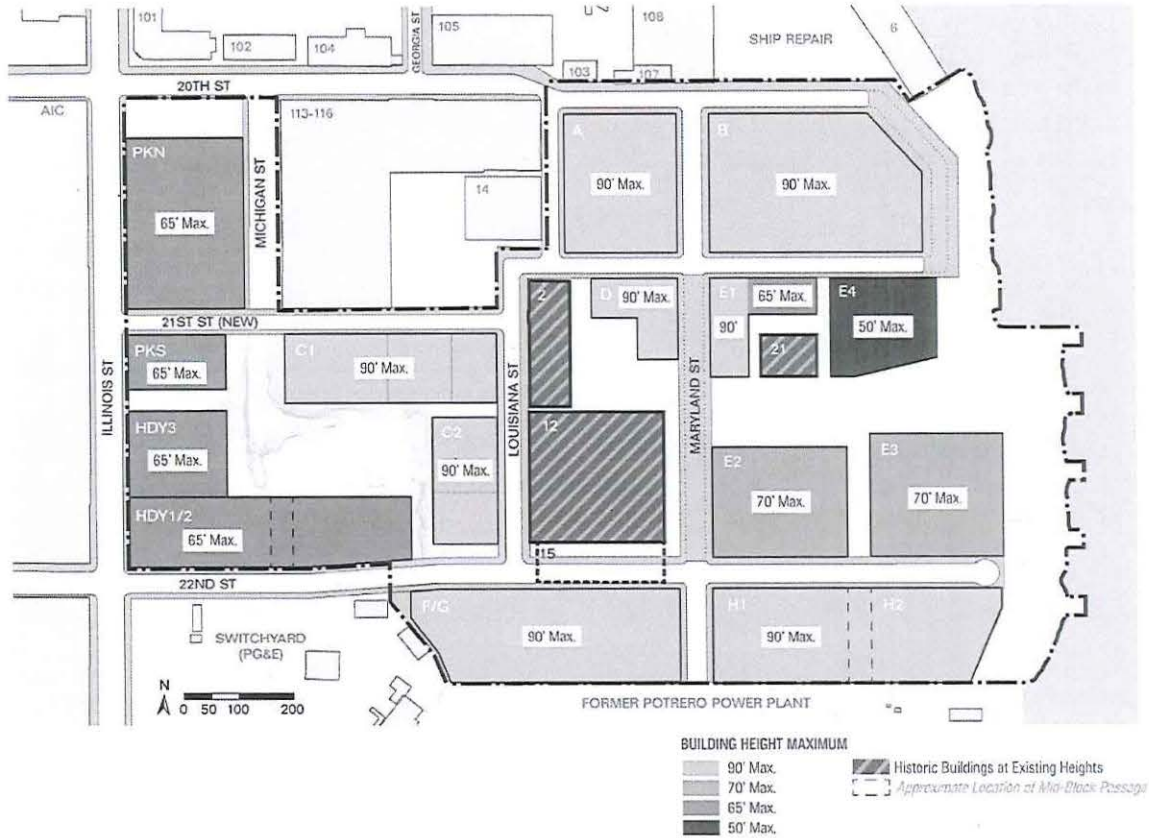 101
102
104
GEORGIA ST
105
108
SHIP REPAIR
6
103
107
20TH ST
AIC
113-116
PKN
65' Max.
MICHIGAN ST
14
A
90' Max.
B
90' Max.
21ST ST (NEW)
2
D
90' Max.
E1
65' Max.
90'
E4
50' Max.
21
PKS
65' Max.
C1
90' Max.
ILLINOIS ST
LOUISIANA ST
MARYLAND ST
HDY3
65' Max.
C2
90' Max.
12
E2
70' Max.
E3
70' Max.
HDY1/2
65' Max.
15
22ND ST
F/G
90' Max.
H1
90' Max.
H2
SWITCHYARD
(PG&E)
N
0 50 100 200
FORMER POTRERO POWER PLANT
BUILDING HEIGHT MAXIMUM
90' Max.
70' Max.
65' Max.
50' Max.
Historic Buildings at Existing Heights
Approximate Location of Mid-Block Passage